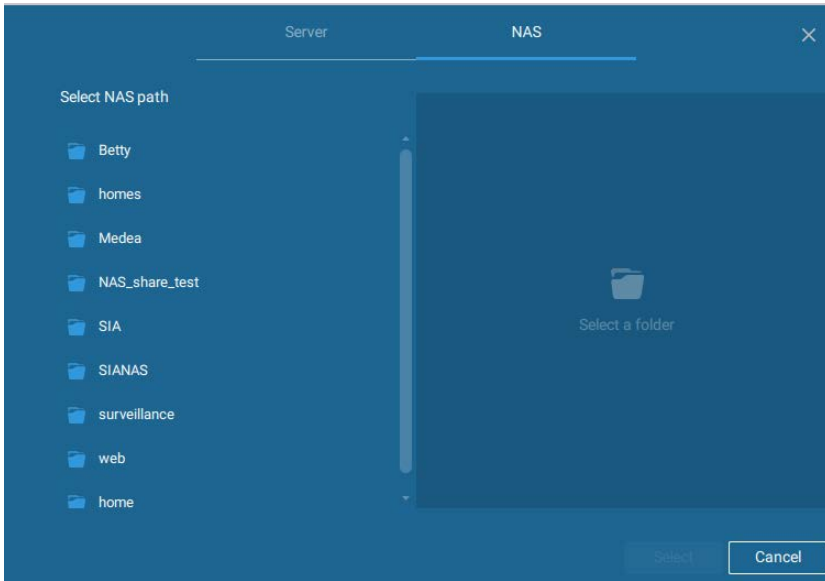 Server
NAS
Select NAS path
Betty
homes
Medea
NAS_share_test
SIA
SIANAS
surveillance
web
home
Select a folder
Select
Cancel